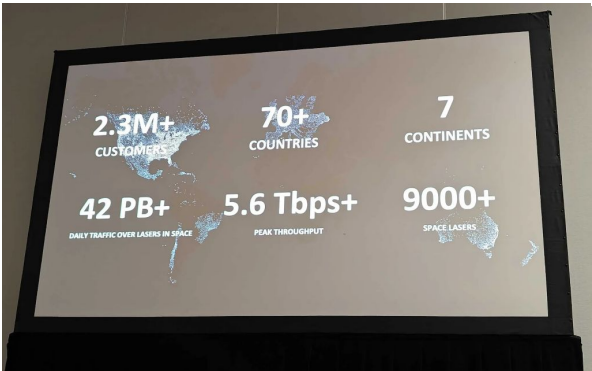 2.3M+
CUSTOMERS
70+
COUNTRIES
7
CONTINENTS
42 PB+
DAILY TRAFFIC OVER LASERS IN SPACE
5.6 Tbps+
PEAK THROUGHPUT
9000+
SPACE LASERS